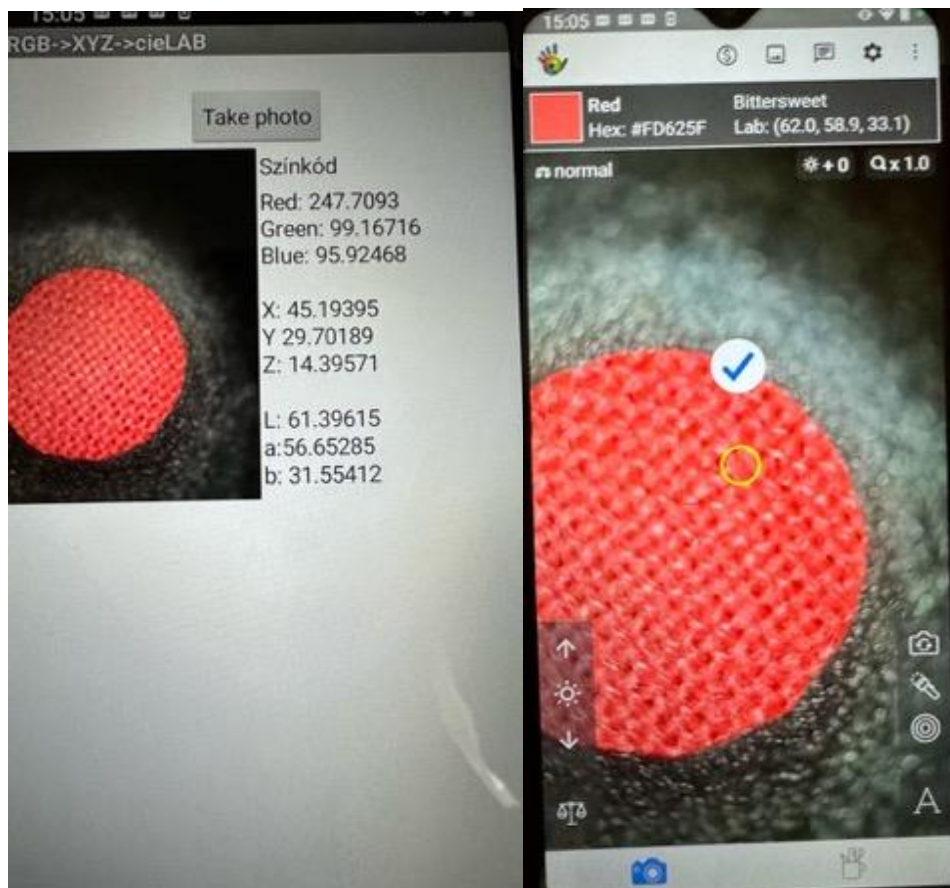 15:05
RGB->XYZ->cieLAB
Take photo
Színkód
Red: 247.7093
Green: 99.16716
Blue: 95.92468
X: 45.19395
Y 29.70189
Z: 14.39571
L: 61.39615
a:56.65285
b: 31.55412
15:05
Red
Hex: #FD625F
Bittersweet
Lab: (62.0, 58.9, 33.1)
normal
+0
x 1.0
A